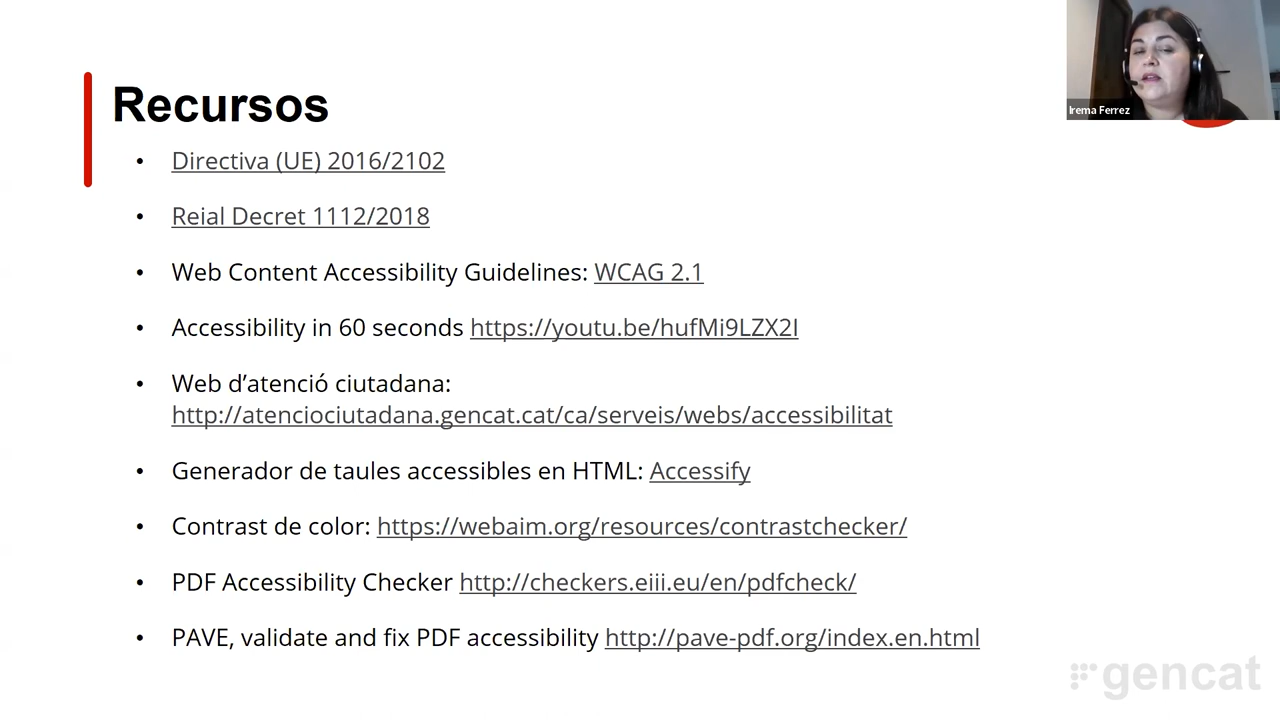 Recursos
Irema Ferrez
• Directiva (UE) 2016/2102
• Reial Decret 1112/2018
• Web Content Accessibility Guidelines: WCAG 2.1
• Accessibility in 60 seconds https://youtu.be/hufMi9LZX2I
• Web d’atenció ciutadana:
http://atenciociutadana.gencat.cat/ca/serveis/webs/accessibilitat
• Generador de taules accessibles en HTML: Accessify
• Contrast de color: https://webaim.org/resources/contrastchecker/
• PDF Accessibility Checker http://checkers.eiii.eu/en/pdfcheck/
• PAVE, validate and fix PDF accessibility http://pave-pdf.org/index.en.html
gencat